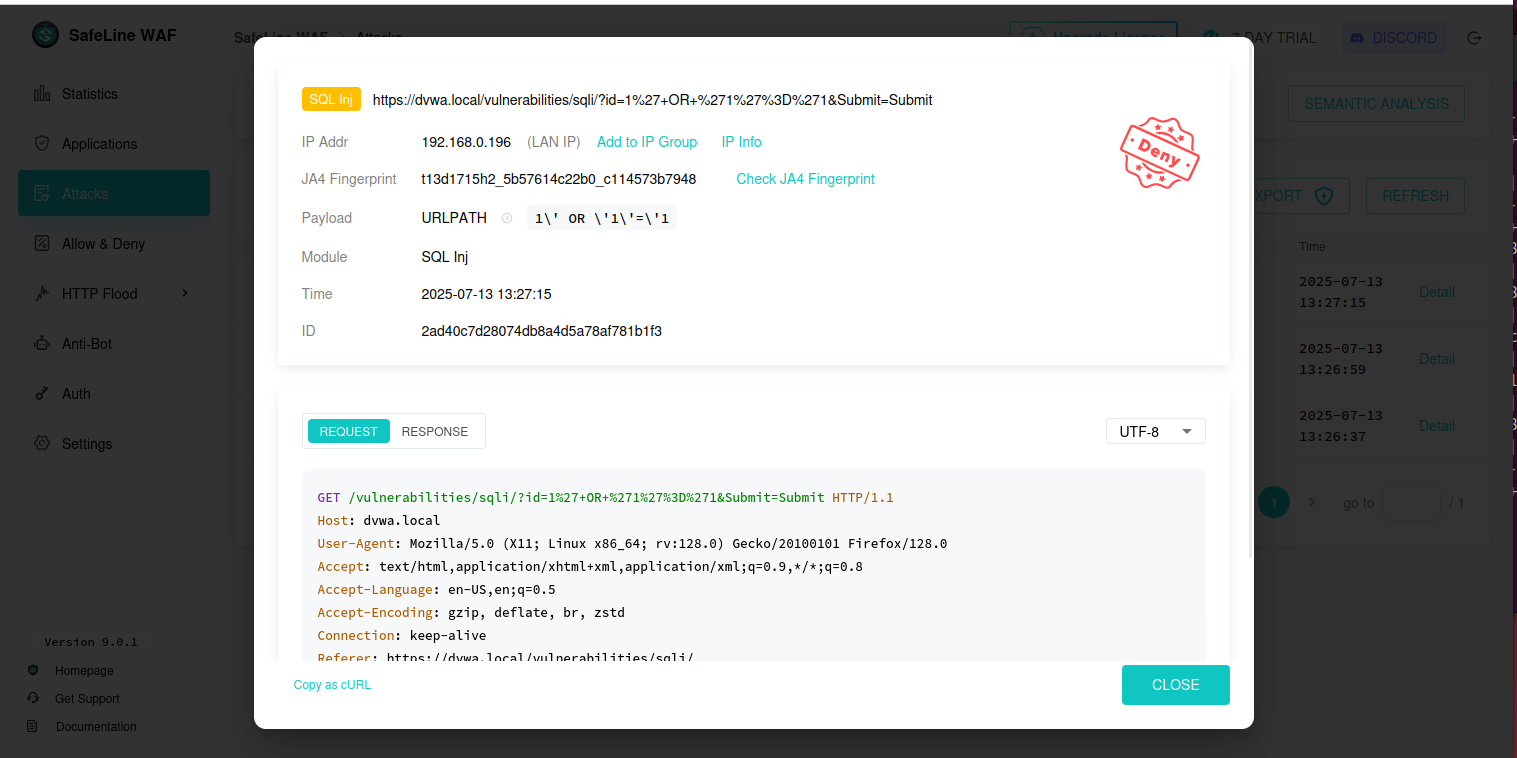 SafeLine WAF
SafeLine WAF Attacks
Upgrade License
7 DAY TRIAL
DISCORD
Statistics
Applications
Attacks
Allow & Deny
HTTP Flood
Anti-Bot
Auth
Settings
Version 9.0.1
Homepage
Get Support
Documentation
SEMANTIC ANALYSIS
XPORT
REFRESH
Time
2025-07-13
13:27:15
Detail
2025-07-13
13:26:59
Detail
2025-07-13
13:26:37
Detail
1 go to / 1
SQL Inj https://dvwa.local/vulnerabilities/sqli/?id=1%27+OR+%271%27%3D%271&Submit=Submit
IP Addr 192.168.0.196 (LAN IP) Add to IP Group IP Info
Deny
JA4 Fingerprint t13d1715h2_5b57614c22b0_c114573b7948 Check JA4 Fingerprint
Payload URLPATH 1\' OR \'1\'=\'1
Module SQL Inj
Time 2025-07-13 13:27:15
ID 2ad40c7d28074db8a4d5a78af781b1f3
REQUEST RESPONSE UTF-8
GET /vulnerabilities/sqli/?id=1%27+OR+%271%27%3D%271&Submit=Submit HTTP/1.1
Host: dvwa.local
User-Agent: Mozilla/5.0 (X11; Linux x86_64; rv:128.0) Gecko/20100101 Firefox/128.0
Accept: text/html,application/xhtml+xml,application/xml;q=0.9,*/*;q=0.8
Accept-Language: en-US,en;q=0.5
Accept-Encoding: gzip, deflate, br, zstd
Connection: keep-alive
Referer: https://dvwa.local/vulnerabilities/sqli/
Copy as cURL
CLOSE